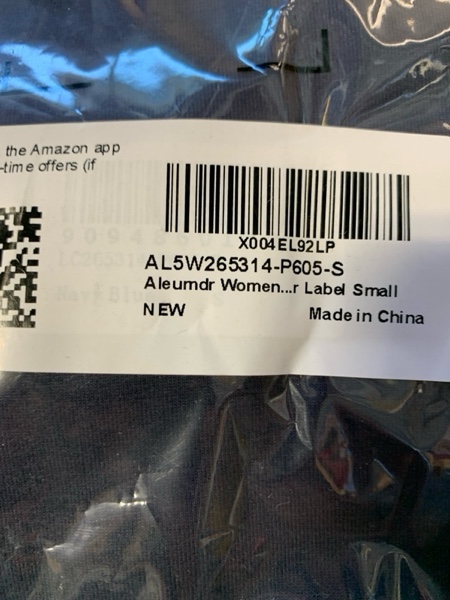 the Amazon app
-time offers (if
X004EL92LP
AL5W265314-P605-S
Aleumdr Women...r Label Small
NEW
Made in China